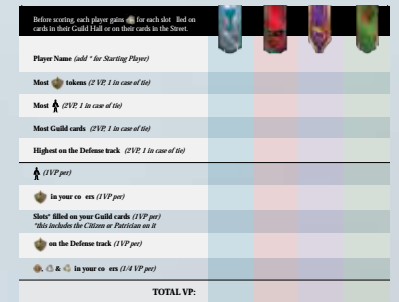 Before scoring, each player gains for each slot lled on
cards in their Guild Hall or on their cards in the Street.
Player Name (add * for Starting Player)
Most tokens (2 VP, 1 in case of tie)
Most (2VP, 1 in case of tie)
Most Guild cards (2VP, 1 in case of tie)
Highest on the Defense track (2VP, 1 in case of tie)
(1VP per)
in your co ers (1VP per)
Slots* filled on your Guild cards (1VP per)
*this includes the Citizen or Patrician on it
on the Defense track (1VP per)
, & in your co ers (1/4 VP per)
TOTAL VP: